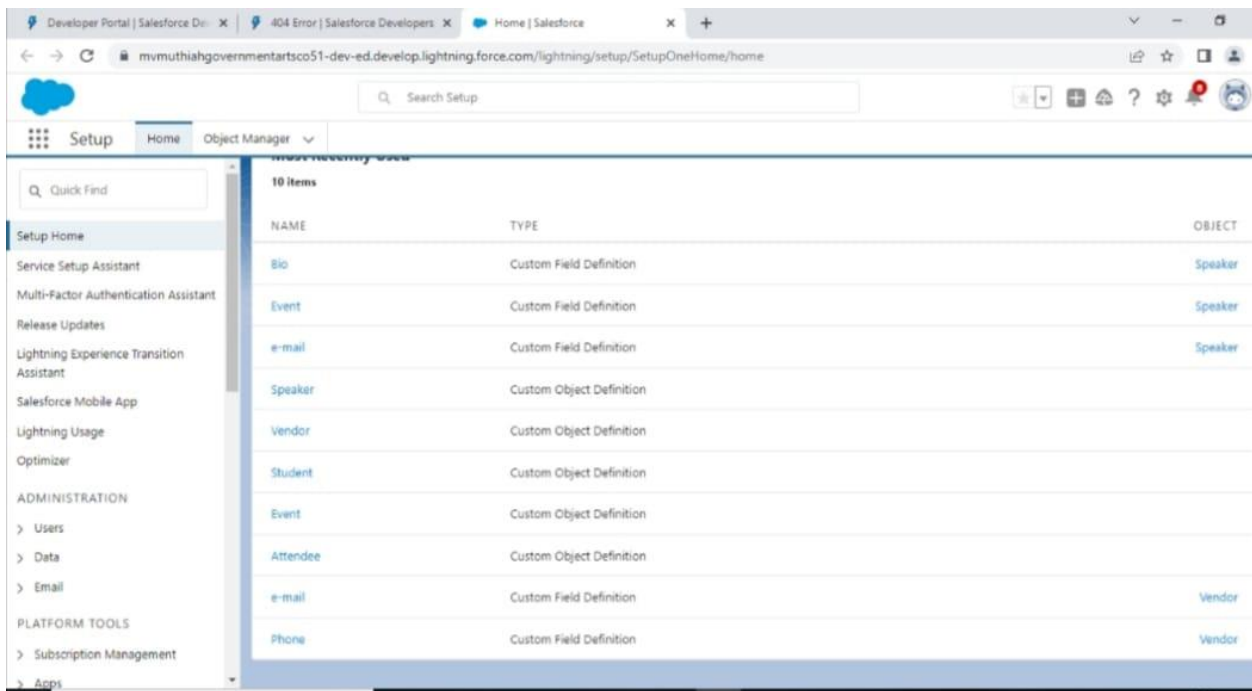 Developer Portal | Salesforce De
404 Error | Salesforce Developers
Home | Salesforce
mvmuthiahgovernmentartsco51-dev-ed.develop.lightning.force.com/lightning/setup/SetupOneHome/home
Search Setup
Setup
Home
Object Manager
Most Recently Used
10 items
Quick Find
Setup Home
Service Setup Assistant
Multi-Factor Authentication Assistant
Release Updates
Lightning Experience Transition
Assistant
Salesforce Mobile App
Lightning Usage
Optimizer
ADMINISTRATION
Users
Data
Email
PLATFORM TOOLS
Subscription Management
Apps
NAME TYPE OBJECT
Bio Custom Field Definition Speaker
Event Custom Field Definition Speaker
e-mail Custom Field Definition Speaker
Speaker Custom Object Definition
Vendor Custom Object Definition
Student Custom Object Definition
Event Custom Object Definition
Attendee Custom Object Definition
e-mail Custom Field Definition Vendor
Phone Custom Field Definition Vendor